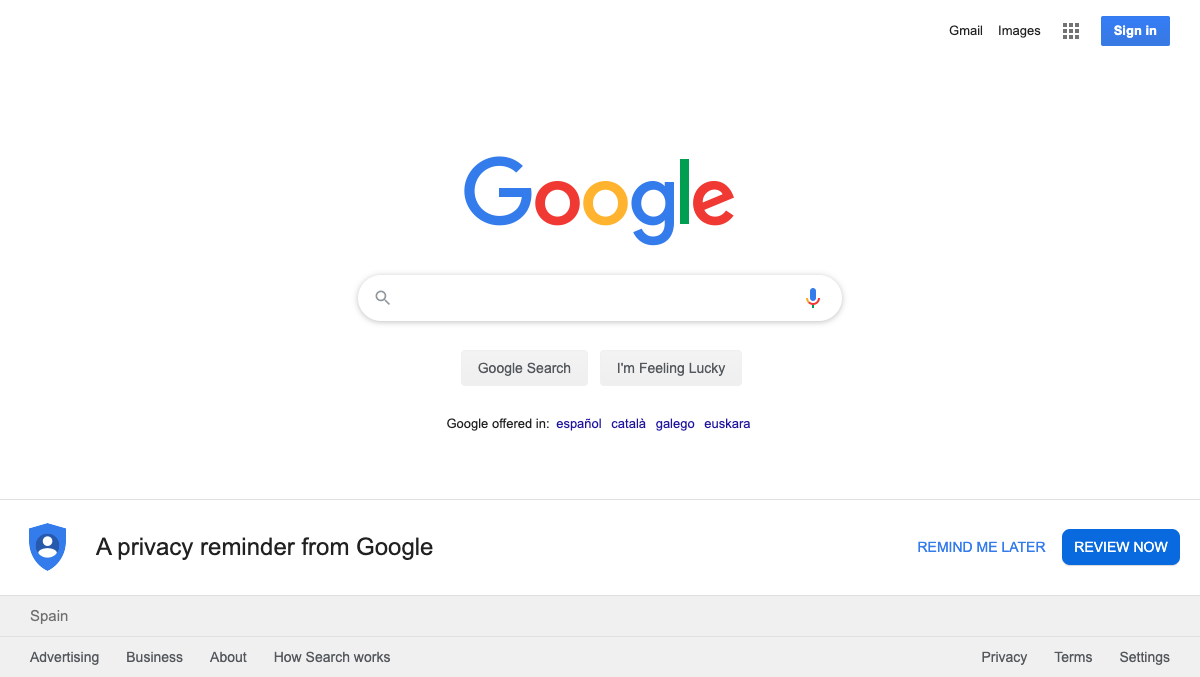 Gmail Images Sign in
Google
Google Search I'm Feeling Lucky
Google offered in: español català galego euskara
A privacy reminder from Google REMIND ME LATER REVIEW NOW
Spain
Advertising Business About How Search works Privacy Terms Settings